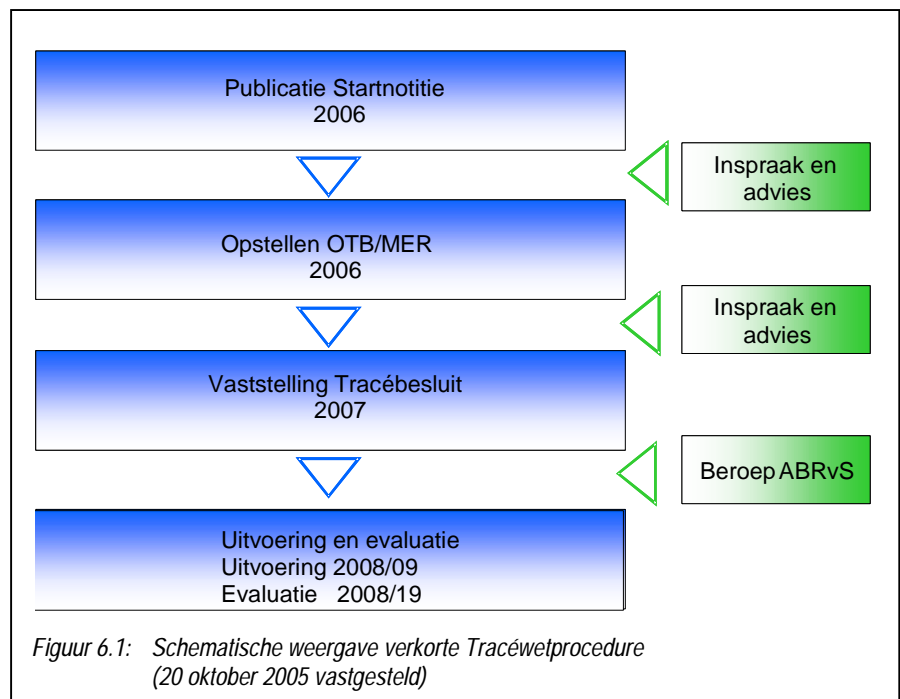 Publicatie Startnotitie
2006
Inspraak en
advies
Opstellen OTB/MER
2006
Inspraak en
advies
Vaststelling Tracébesluit
2007
Beroep ABRvS
Uitvoering en evaluatie
Uitvoering 2008/09
Evaluatie 2008/19
Figuur 6.1: Schematische weergave verkorte Tracéwetprocedure
(20 oktober 2005 vastgesteld)